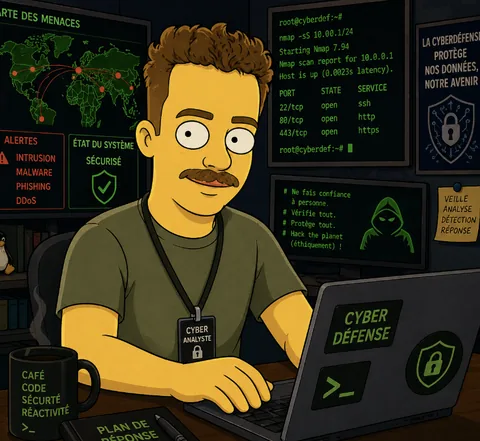 CARTE DES MENACES
ALERTES
INTRUSION
MALWARE
PHISHING
DDoS
ÉTAT DU SYSTÈME
SÉCURISÉ
root@cyberdef:~#
nmap -sS 10.00.1/24
Starting Nmap 7.94
Nmap scan report for 10.0.0.1
Host is up (0.0023s latency).
PORT STATE SERVICE
22/tcp open ssh
80/tcp open http
443/tcp open https
root@cyberdef:~#
LA CYBERDÉFENSE
PROTÈGE
NOS DONNÉES,
NOTRE AVENIR
# Ne fais confiance
à personne.
# Vérifie tout.
# Protège tout.
# Hack the planet
(éthiquement) !
VEILLE
ANALYSE
DÉTECTION
RÉPONSE
CYBER
ANALYSTE
CYBER
DÉFENSE
>_
CAFÉ
CODE
SÉCURTÉ
RÉACTIVITÉ
>_
PLAN DE
RÉPONSE